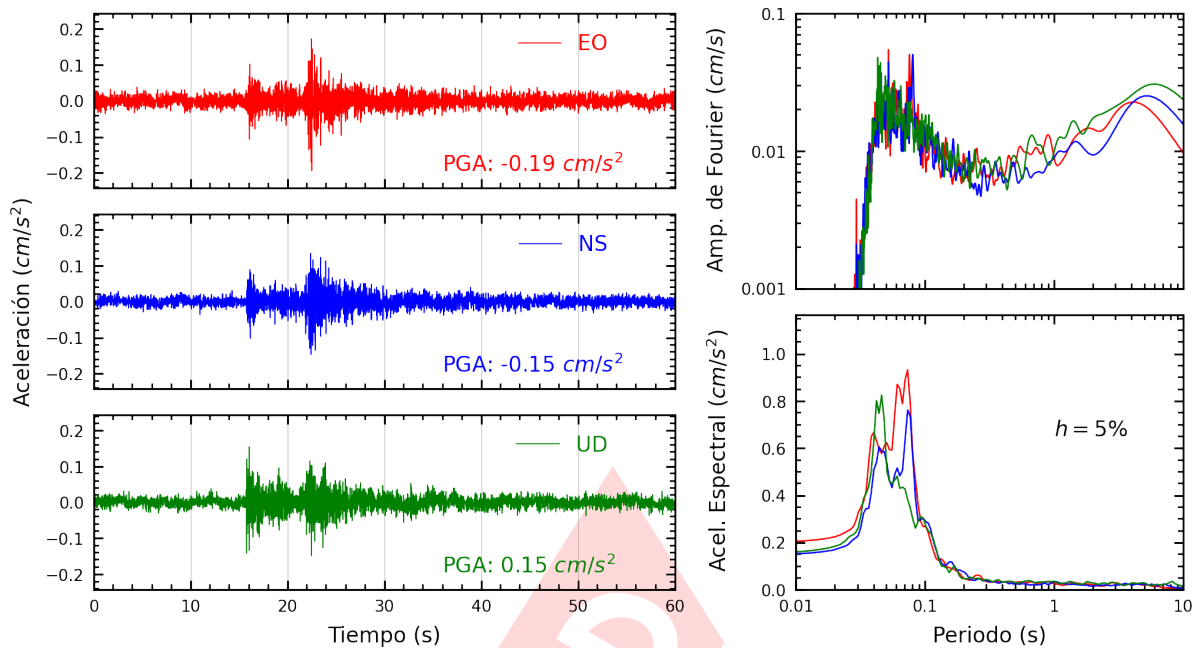 Aceleración (cm/s²)
0.2
0.1
0.0
−0.1
−0.2
EO
PGA: -0.19 cm/s²
0.2
0.1
0.0
−0.1
−0.2
NS
PGA: -0.15 cm/s²
0.2
0.1
0.0
−0.1
−0.2
UD
PGA: 0.15 cm/s²
0 10 20 30 40 50 60
Tiempo (s)
Amp. de Fourier (cm/s)
0.1
0.01
0.001
Acel. Espectral (cm/s²)
1.0
0.8
0.6
0.4
0.2
0.0
h = 5%
0.01 0.1 1 10
Periodo (s)